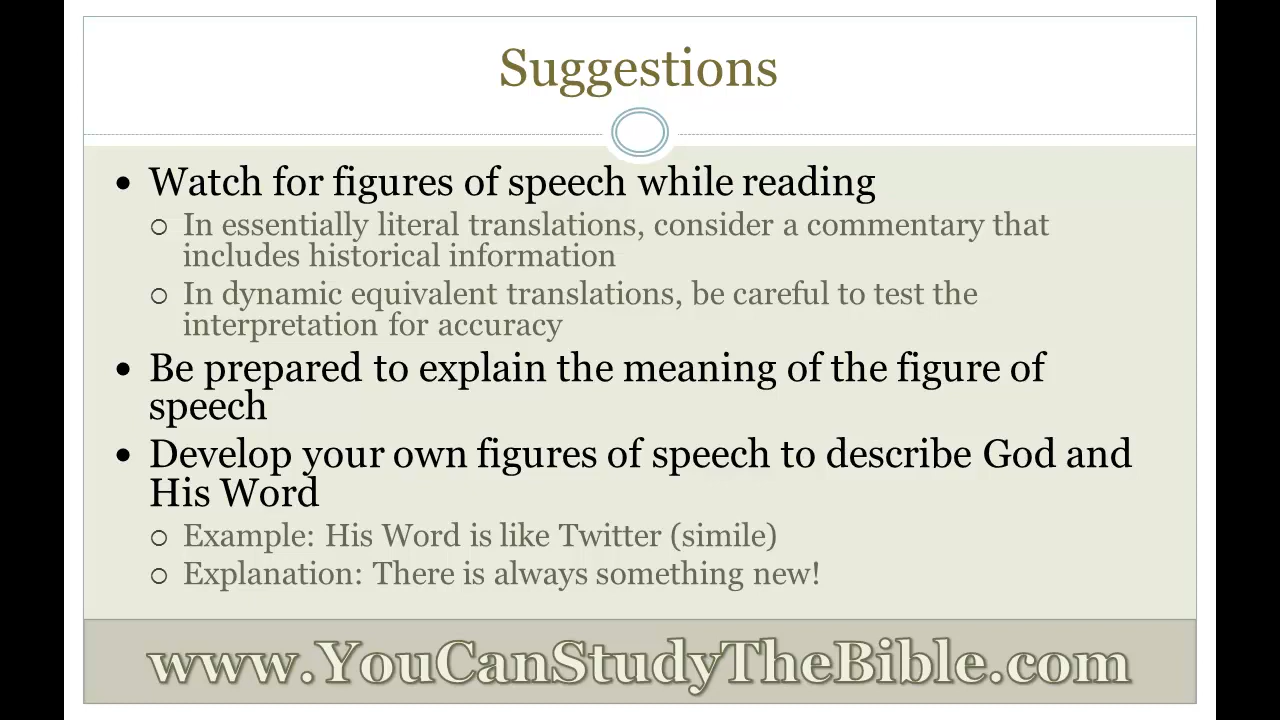 Suggestions
• Watch for figures of speech while reading
○ In essentially literal translations, consider a commentary that
includes historical information
○ In dynamic equivalent translations, be careful to test the
interpretation for accuracy
• Be prepared to explain the meaning of the figure of
speech
• Develop your own figures of speech to describe God and
His Word
○ Example: His Word is like Twitter (simile)
○ Explanation: There is always something new!
www.YouCanStudyTheBible.com